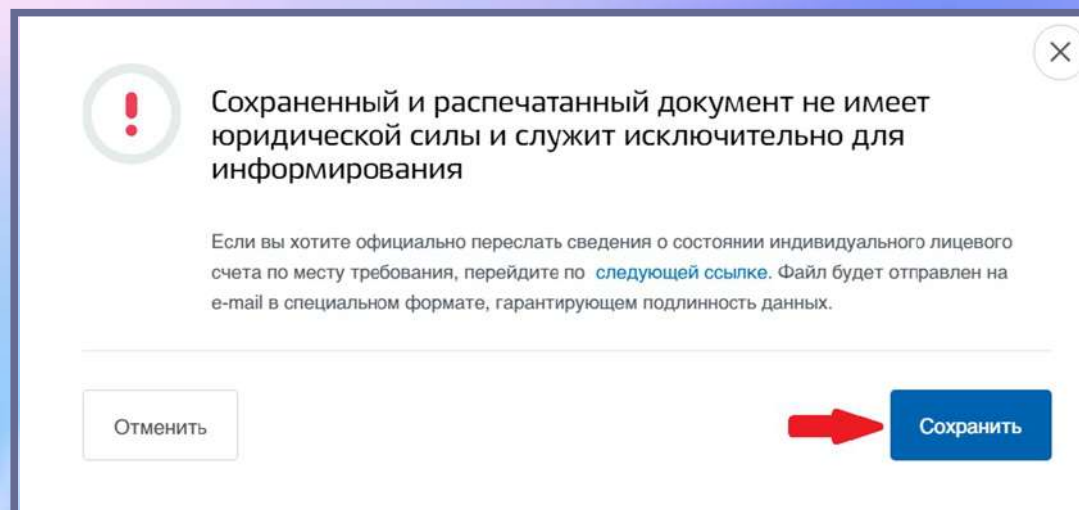 Сохраненный и распечатанный документ не имеет
юридической силы и служит исключительно для
информирования
Если вы хотите официально переслать сведения о состоянии индивидуального лицевого
счета по месту требования, перейдите по следующей ссылке. Файл будет отправлен на
e-mail в специальном формате, гарантирующем подлинность данных.
Отменить
Сохранить